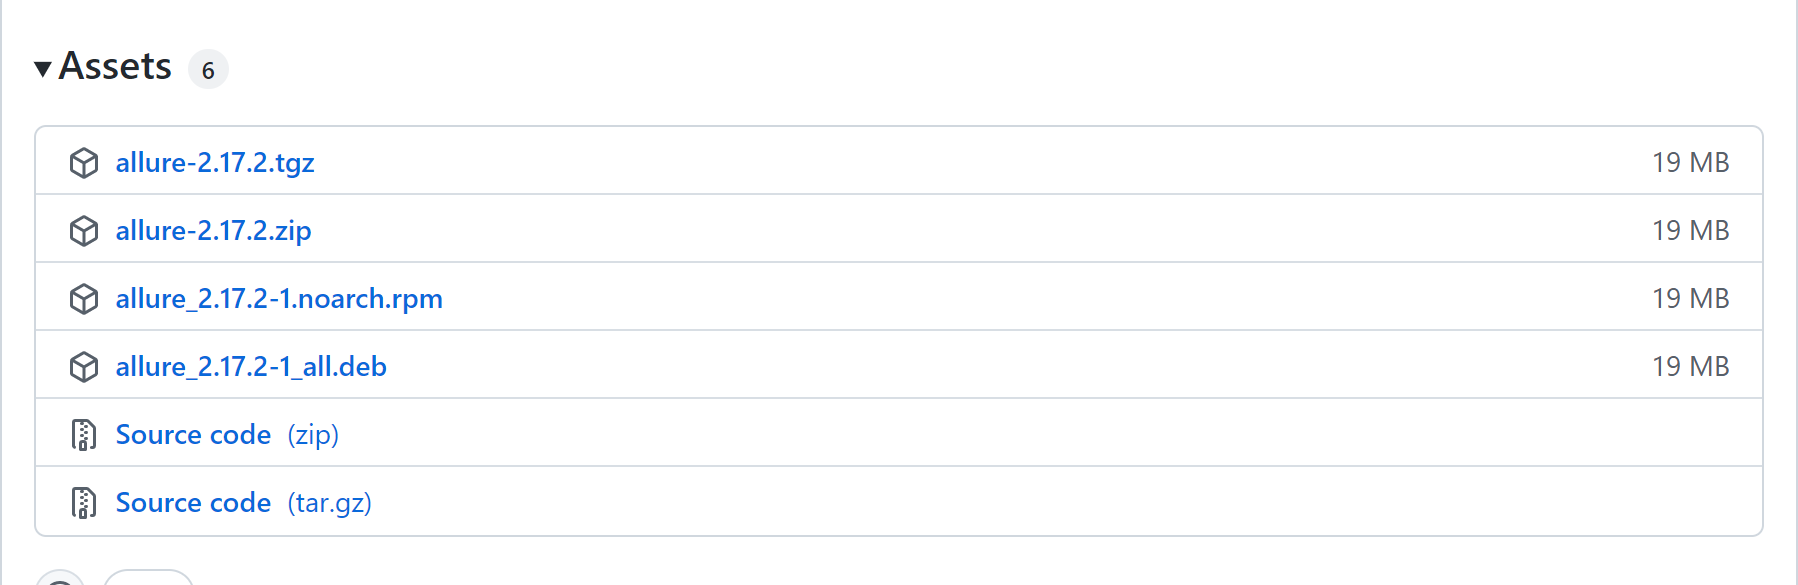 Assets 6
allure-2.17.2.tgz 19 MB
allure-2.17.2.zip 19 MB
allure_2.17.2-1.noarch.rpm 19 MB
allure_2.17.2-1_all.deb 19 MB
Source code (zip)
Source code (tar.gz)